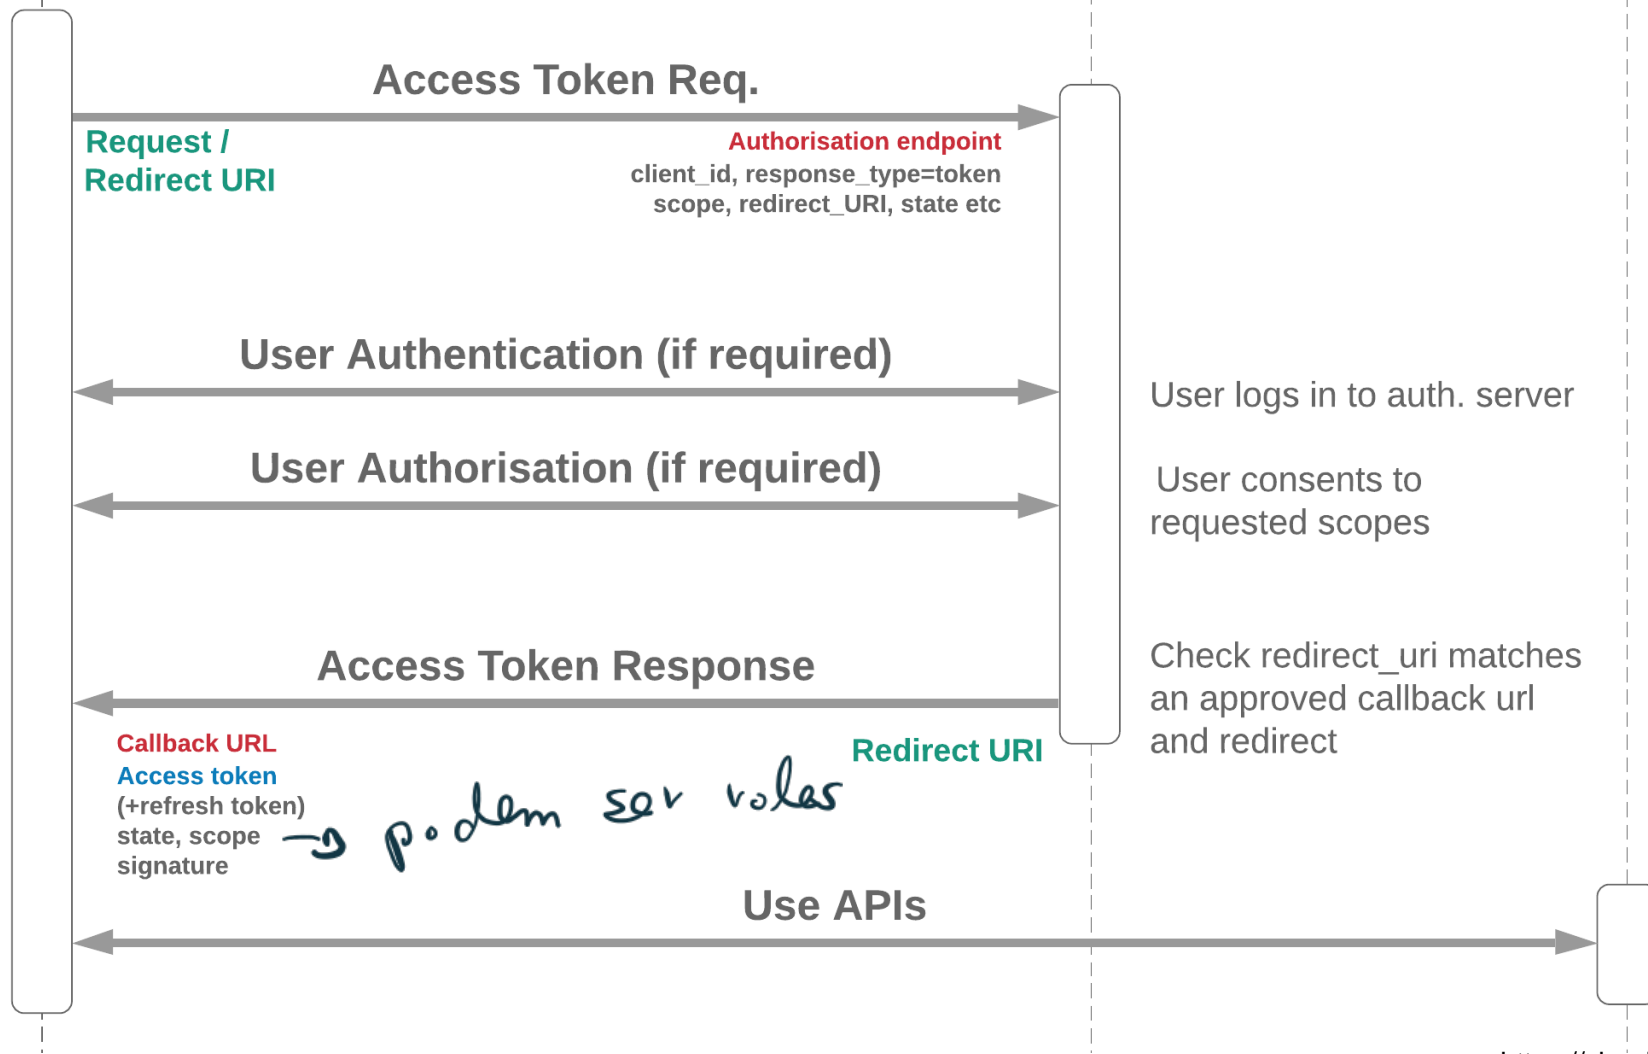 Access Token Req.
Request /
Redirect URI
Authorisation endpoint
client_id, response_type=token
scope, redirect_URI, state etc
User Authentication (if required)
User logs in to auth. server
User Authorisation (if required)
User consents to
requested scopes
Access Token Response
Check redirect_uri matches
an approved callback url
and redirect
Callback URL
Redirect URI
Access token
(+refresh token)
state, scope
signature
podem ser roles
Use APIs